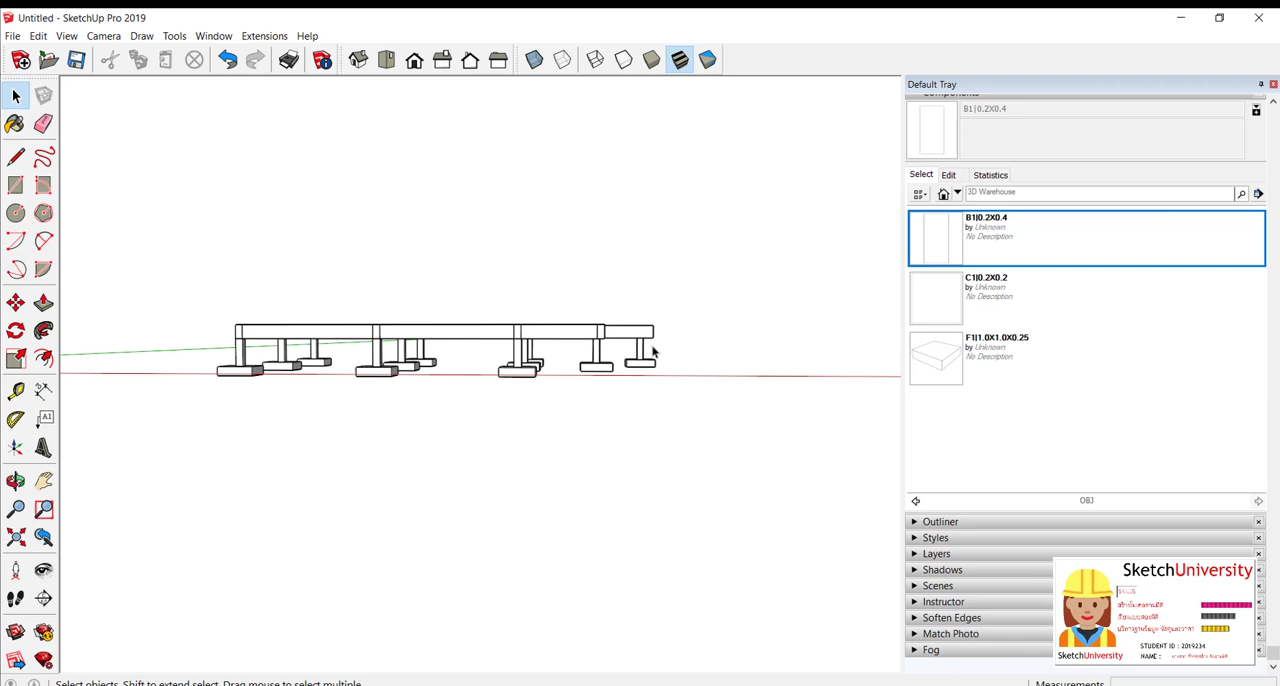 Untitled - SketchUp Pro 2019
File Edit View Camera Draw Tools Window Extensions Help
Default Tray
Components
B1|0.2X0.4
Select Edit Statistics
3D Warehouse
B1|0.2X0.4
by Unknown
No Description
C1|0.2X0.2
by Unknown
No Description
F1|1.0X1.0X0.25
by Unknown
No Description
OBJ
Outliner
Styles
Layers
Shadows
Scenes
Instructor
Soften Edges
Match Photo
Fog
A1
SketchUniversity
SKILLS
STUDENT ID : 2019234
NAME :
SketchUniversity
Select objects. Shift to extend select. Drag mouse to select multiple.
Measurements